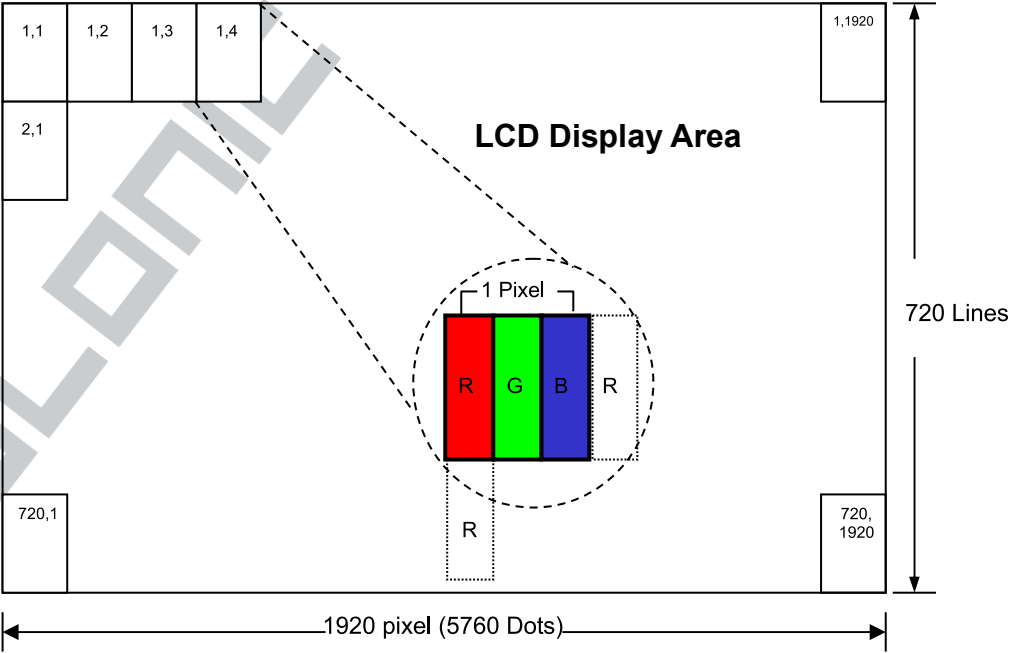 1,1 1,2 1,3 1,4 1,1920
2,1
LCD Display Area
1 Pixel
720 Lines
R G B R
R
720,1
720,
1920
1920 pixel (5760 Dots)